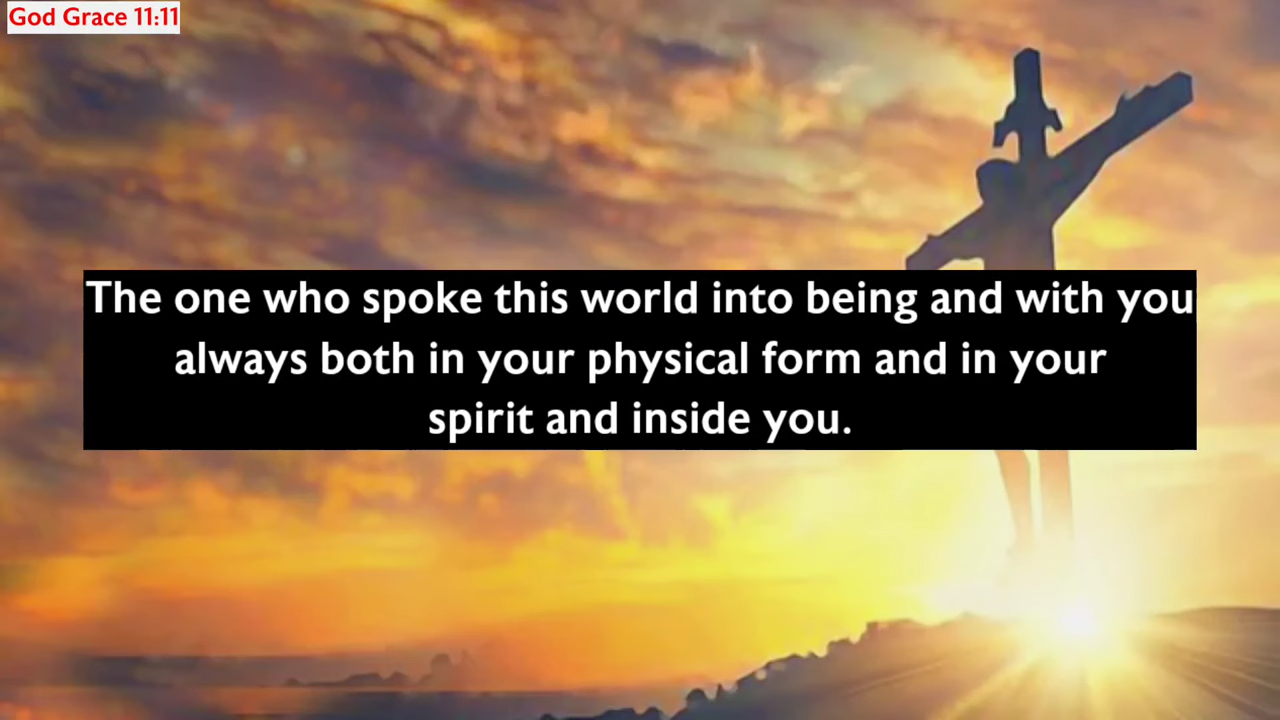 God Grace 11:11
The one who spoke this world into being and with you
always both in your physical form and in your
spirit and inside you.